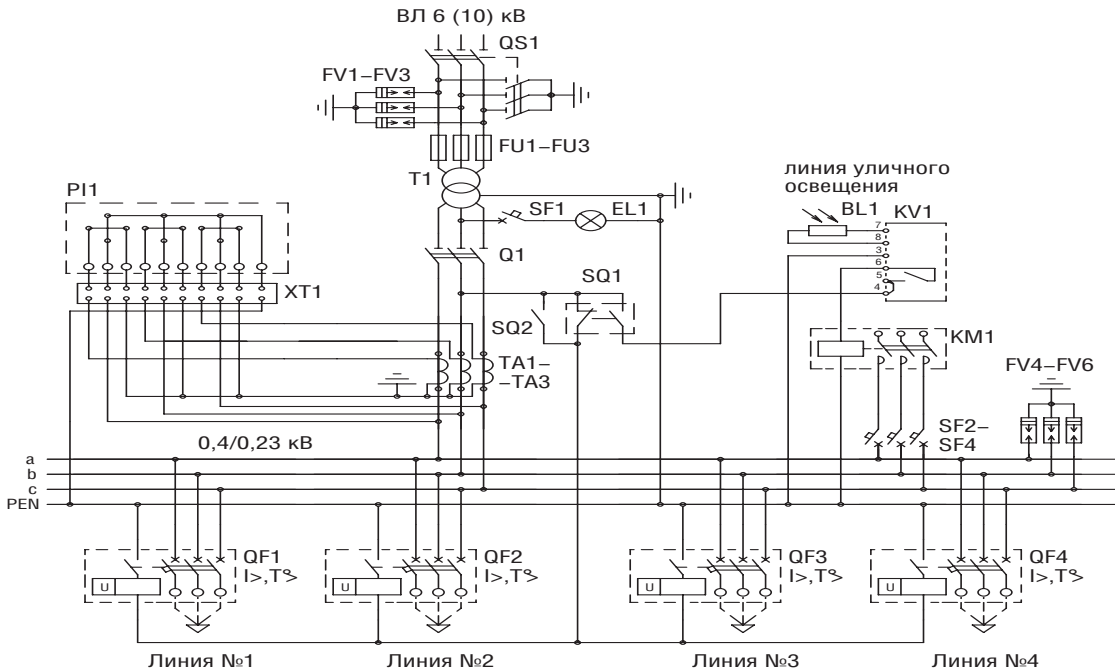 ВЛ 6 (10) кВ
QS1
FV1–FV3
FU1–FU3
T1
линия уличного
освещения
PI1
SF1
EL1
BL1
KV1
7
8
3
6
5
4
Q1
SQ1
XT1
SQ2
KM1
TA1–
–TA3
FV4–FV6
0,4/0,23 кВ
SF2–
SF4
a
b
c
PEN
QF1
I>,T
U
QF2
I>,T
U
QF3
I>,T
U
QF4
I>,T
U
Линия №1
Линия №2
Линия №3
Линия №4